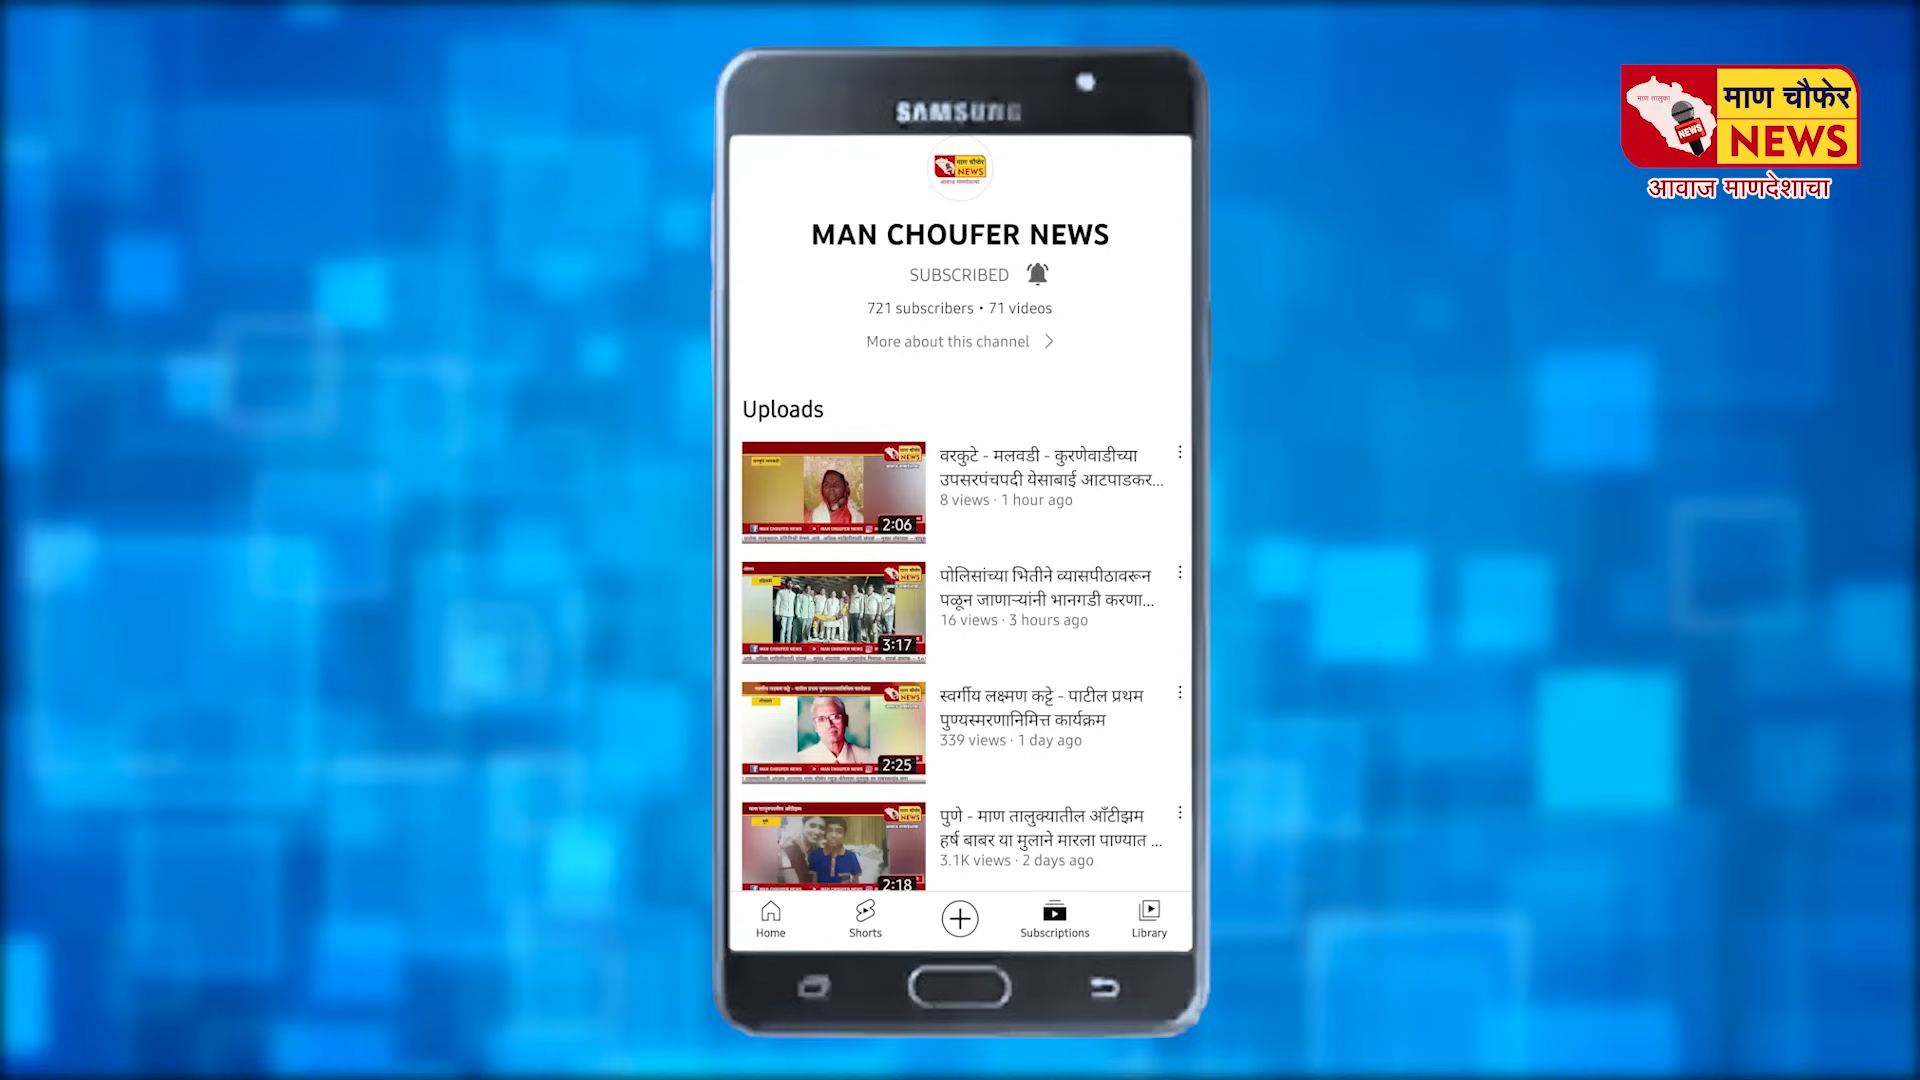 SAMSUNG
माण तालुका
माण चौफेर
NEWS
NEWS
आवाज माणदेशाचा
माण चौफेर
NEWS
आवाज माणदेशाचा
MAN CHOUFER NEWS
SUBSCRIBED
721 subscribers • 71 videos
More about this channel
Uploads
वरकुटे - मलवडी - कुरणेवाडीच्या
उपसरपंचपदी येसाबाई आटपाडकर...
8 views · 1 hour ago
2:06
पोलिसांच्या भितीने व्यासपीठावरून
पळून जाणाऱ्यांनी भानगडी करणा...
16 views · 3 hours ago
3:17
स्वर्गीय लक्ष्मण कट्टे - पाटील प्रथम
पुण्यस्मरणानिमित्त कार्यक्रम
339 views · 1 day ago
2:25
पुणे - माण तालुक्यातील ऑटीझम
हर्ष बाबर या मुलाने मारला पाण्यात ...
3.1K views · 2 days ago
2:18
Home
Shorts
Subscriptions
Library